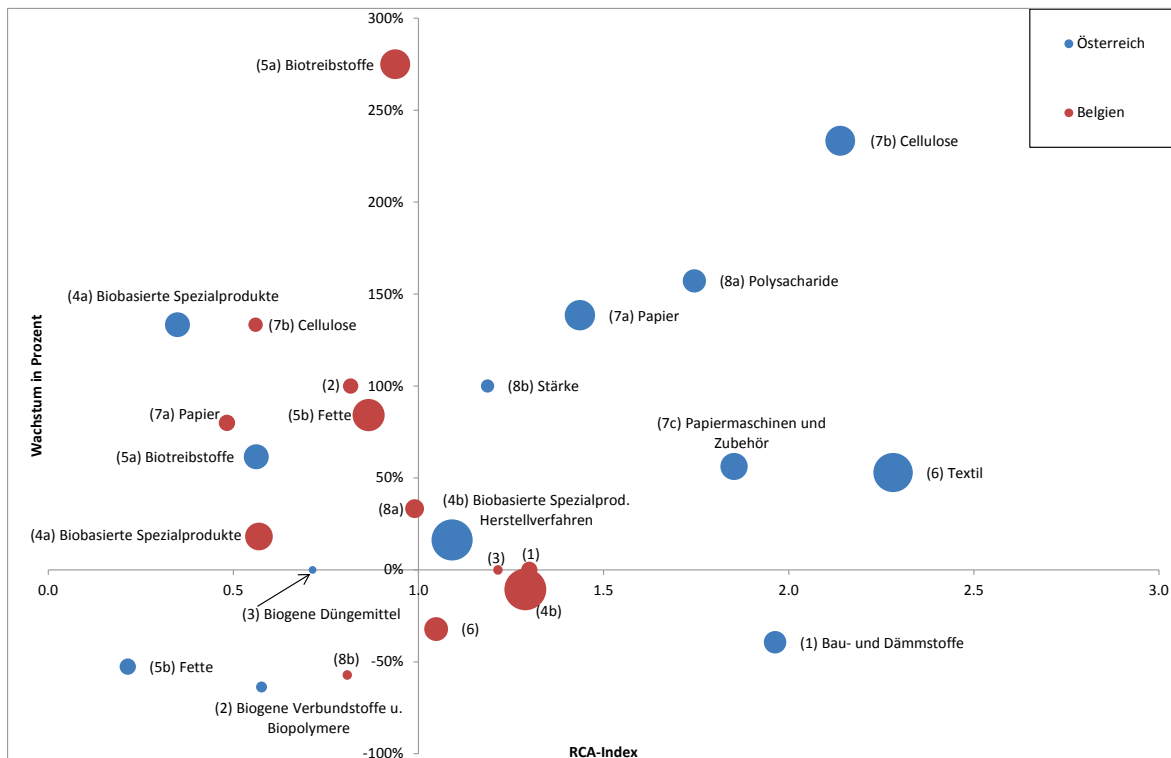 300%
Österreich
(5a) Biotreibstoffe
250%
Belgien
(7b) Cellulose
200%
(8a) Polysacharide
(4a) Biobasierte Spezialprodukte
150%
(7b) Cellulose
(7a) Papier
(2)
100%
(8b) Stärke
(7a) Papier
(5b) Fette
(7c) Papiermaschinen und
Zubehör
(5a) Biotreibstoffe
50%
(6) Textil
(4a) Biobasierte Spezialprodukte
(8a)
(4b) Biobasierte Spezialprod.
Herstellverfahren
(3)
(1)
0%
0.0
0.5
1.0
1.5
2.0
2.5
3.0
(3) Biogene Düngemittel
(4b)
(6)
(1) Bau- und Dämmstoffe
(5b) Fette
(8b)
-50%
(2) Biogene Verbundstoffe u.
Biopolymere
-100%
RCA-Index
Wachstum in Prozent